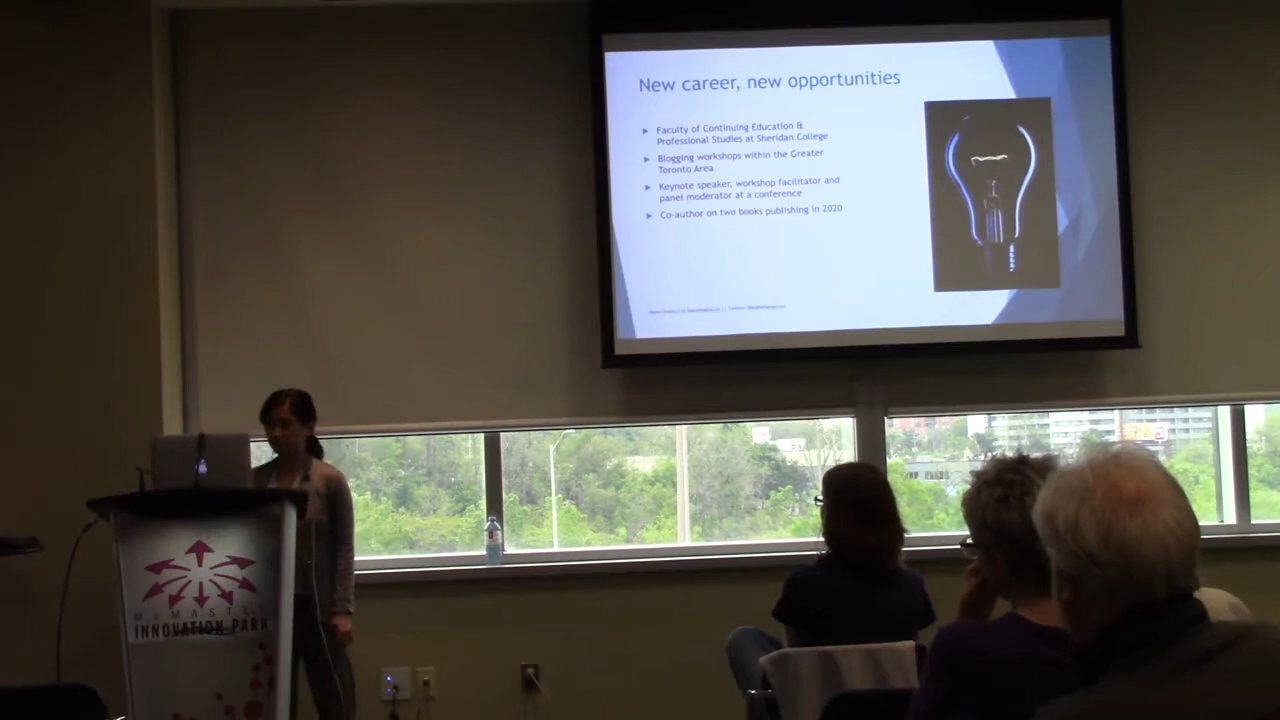 New career, new opportunities
Faculty of Continuing Education &
Professional Studies at Sheridan College
Blogging workshops within the Greater
Toronto Area
Keynote speaker, workshop facilitator and
panel moderator at a conference
Co-author on two books publishing in 2020
MCMASTER
INNOVATION PARK